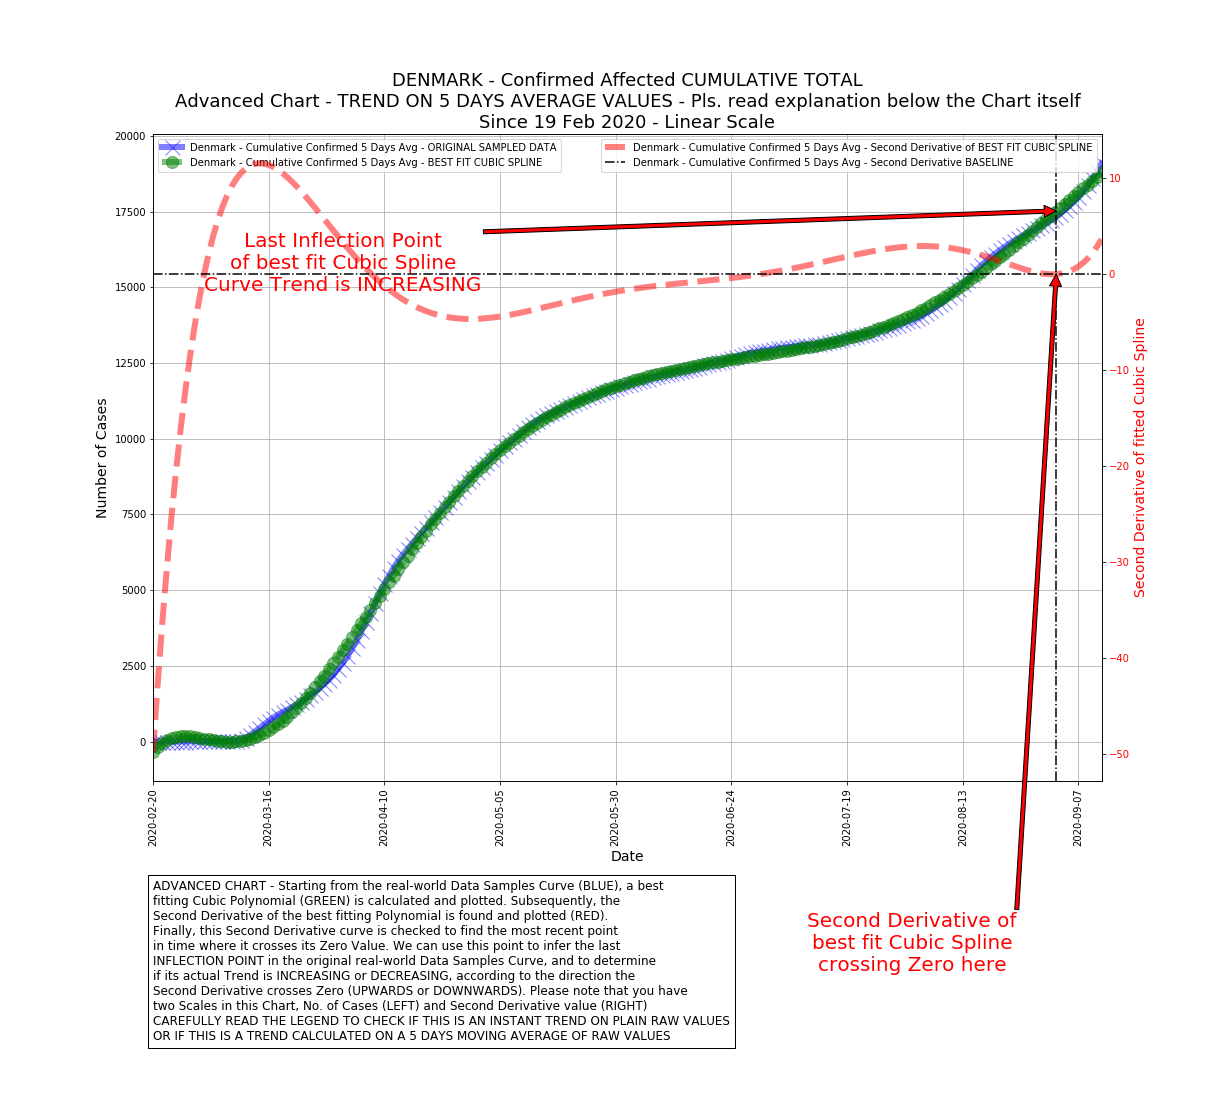 DENMARK - Confirmed Affected CUMULATIVE TOTAL
Advanced Chart - TREND ON 5 DAYS AVERAGE VALUES - Pls. read explanation below the Chart itself
Since 19 Feb 2020 - Linear Scale
Denmark - Cumulative Confirmed 5 Days Avg - ORIGINAL SAMPLED DATA
Denmark - Cumulative Confirmed 5 Days Avg - BEST FIT CUBIC SPLINE
Denmark - Cumulative Confirmed 5 Days Avg - Second Derivative of BEST FIT CUBIC SPLINE
Denmark - Cumulative Confirmed 5 Days Avg - Second Derivative BASELINE
Last Inflection Point
of best fit Cubic Spline
Curve Trend is INCREASING
Number of Cases
20000
17500
15000
12500
10000
7500
5000
2500
0
10
0
−10
−20
−30
−40
−50
Second Derivative of fitted Cubic Spline
2020-02-20
2020-03-16
2020-04-10
2020-05-05
2020-05-30
2020-06-24
2020-07-19
2020-08-13
2020-09-07
Date
Second Derivative of
best fit Cubic Spline
crossing Zero here
ADVANCED CHART - Starting from the real-world Data Samples Curve (BLUE), a best
fitting Cubic Polynomial (GREEN) is calculated and plotted. Subsequently, the
Second Derivative of the best fitting Polynomial is found and plotted (RED).
Finally, this Second Derivative curve is checked to find the most recent point
in time where it crosses its Zero Value. We can use this point to infer the last
INFLECTION POINT in the original real-world Data Samples Curve, and to determine
if its actual Trend is INCREASING or DECREASING, according to the direction the
Second Derivative crosses Zero (UPWARDS or DOWNWARDS). Please note that you have
two Scales in this Chart, No. of Cases (LEFT) and Second Derivative value (RIGHT)
CAREFULLY READ THE LEGEND TO CHECK IF THIS IS AN INSTANT TREND ON PLAIN RAW VALUES
OR IF THIS IS A TREND CALCULATED ON A 5 DAYS MOVING AVERAGE OF RAW VALUES